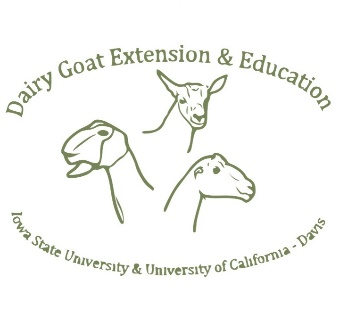 Dairy Goat Extension & Education
Iowa State University & University of California - Davis